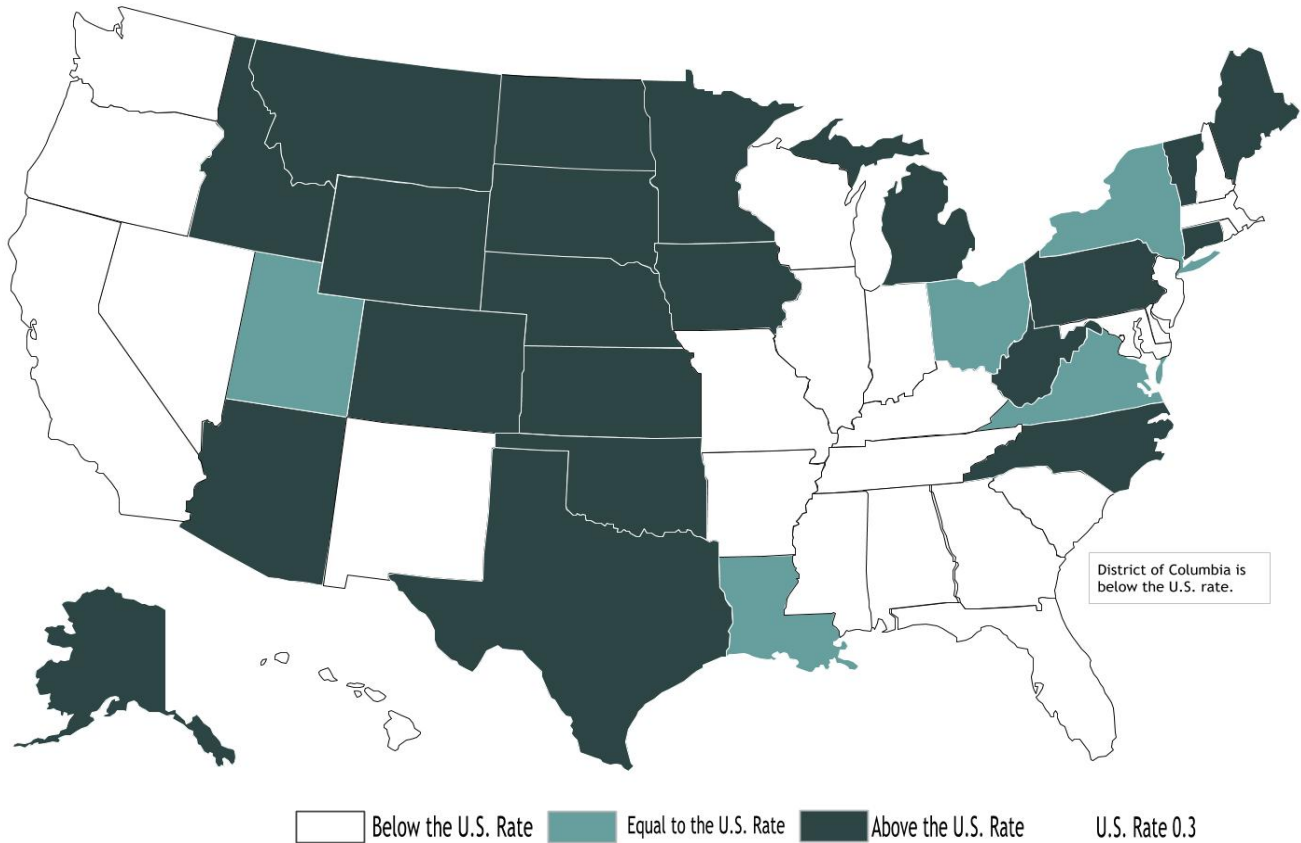 District of Columbia is
below the U.S. rate.
Below the U.S. Rate
Equal to the U.S. Rate
Above the U.S. Rate
U.S. Rate 0.3